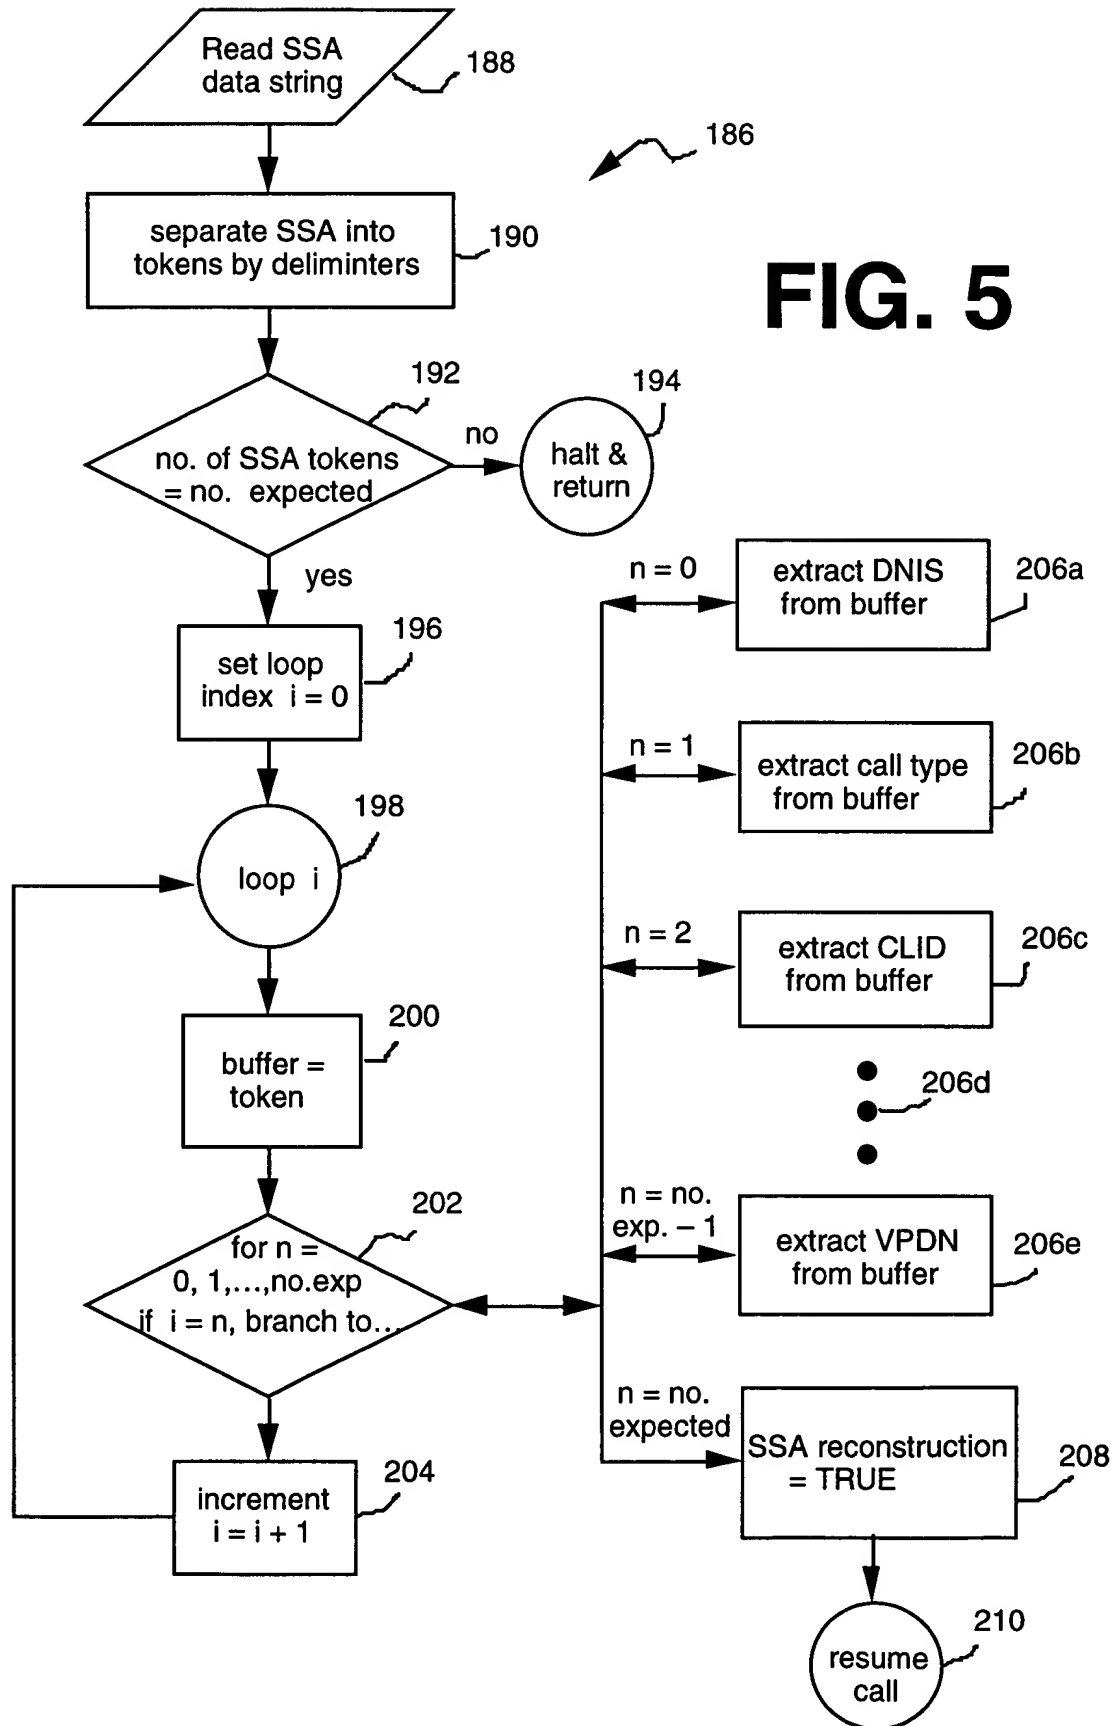 Read SSA
data string
188
186
separate SSA into
tokens by deliminters
190
FIG. 5
192
no. of SSA tokens
= no. expected
no
194
halt &
return
yes
196
set loop
index i = 0
198
loop i
200
buffer =
token
202
for n =
0, 1,...,no.exp
if i = n, branch to...
204
increment
i = i + 1
n = 0
extract DNIS
from buffer
206a
n = 1
extract call type
from buffer
206b
n = 2
extract CLID
from buffer
206c
206d
n = no.
exp. – 1
extract VPDN
from buffer
206e
n = no.
expected
SSA reconstruction
= TRUE
208
210
resume
call